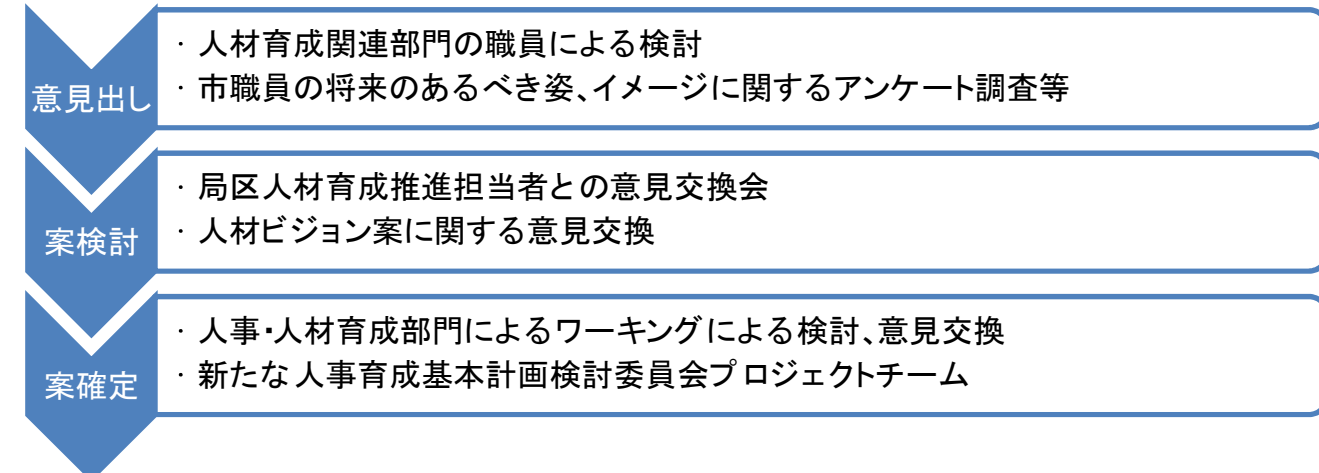 意見出し
· 人材育成関連部門の職員による検討
· 市職員の将来のあるべき姿、イメージに関するアンケート調査等
案検討
· 局区人材育成推進担当者との意見交換会
· 人材ビジョン案に関する意見交換
案確定
· 人事・人材育成部門によるワーキングによる検討、意見交換
· 新たな人事育成基本計画検討委員会プロジェクトチーム